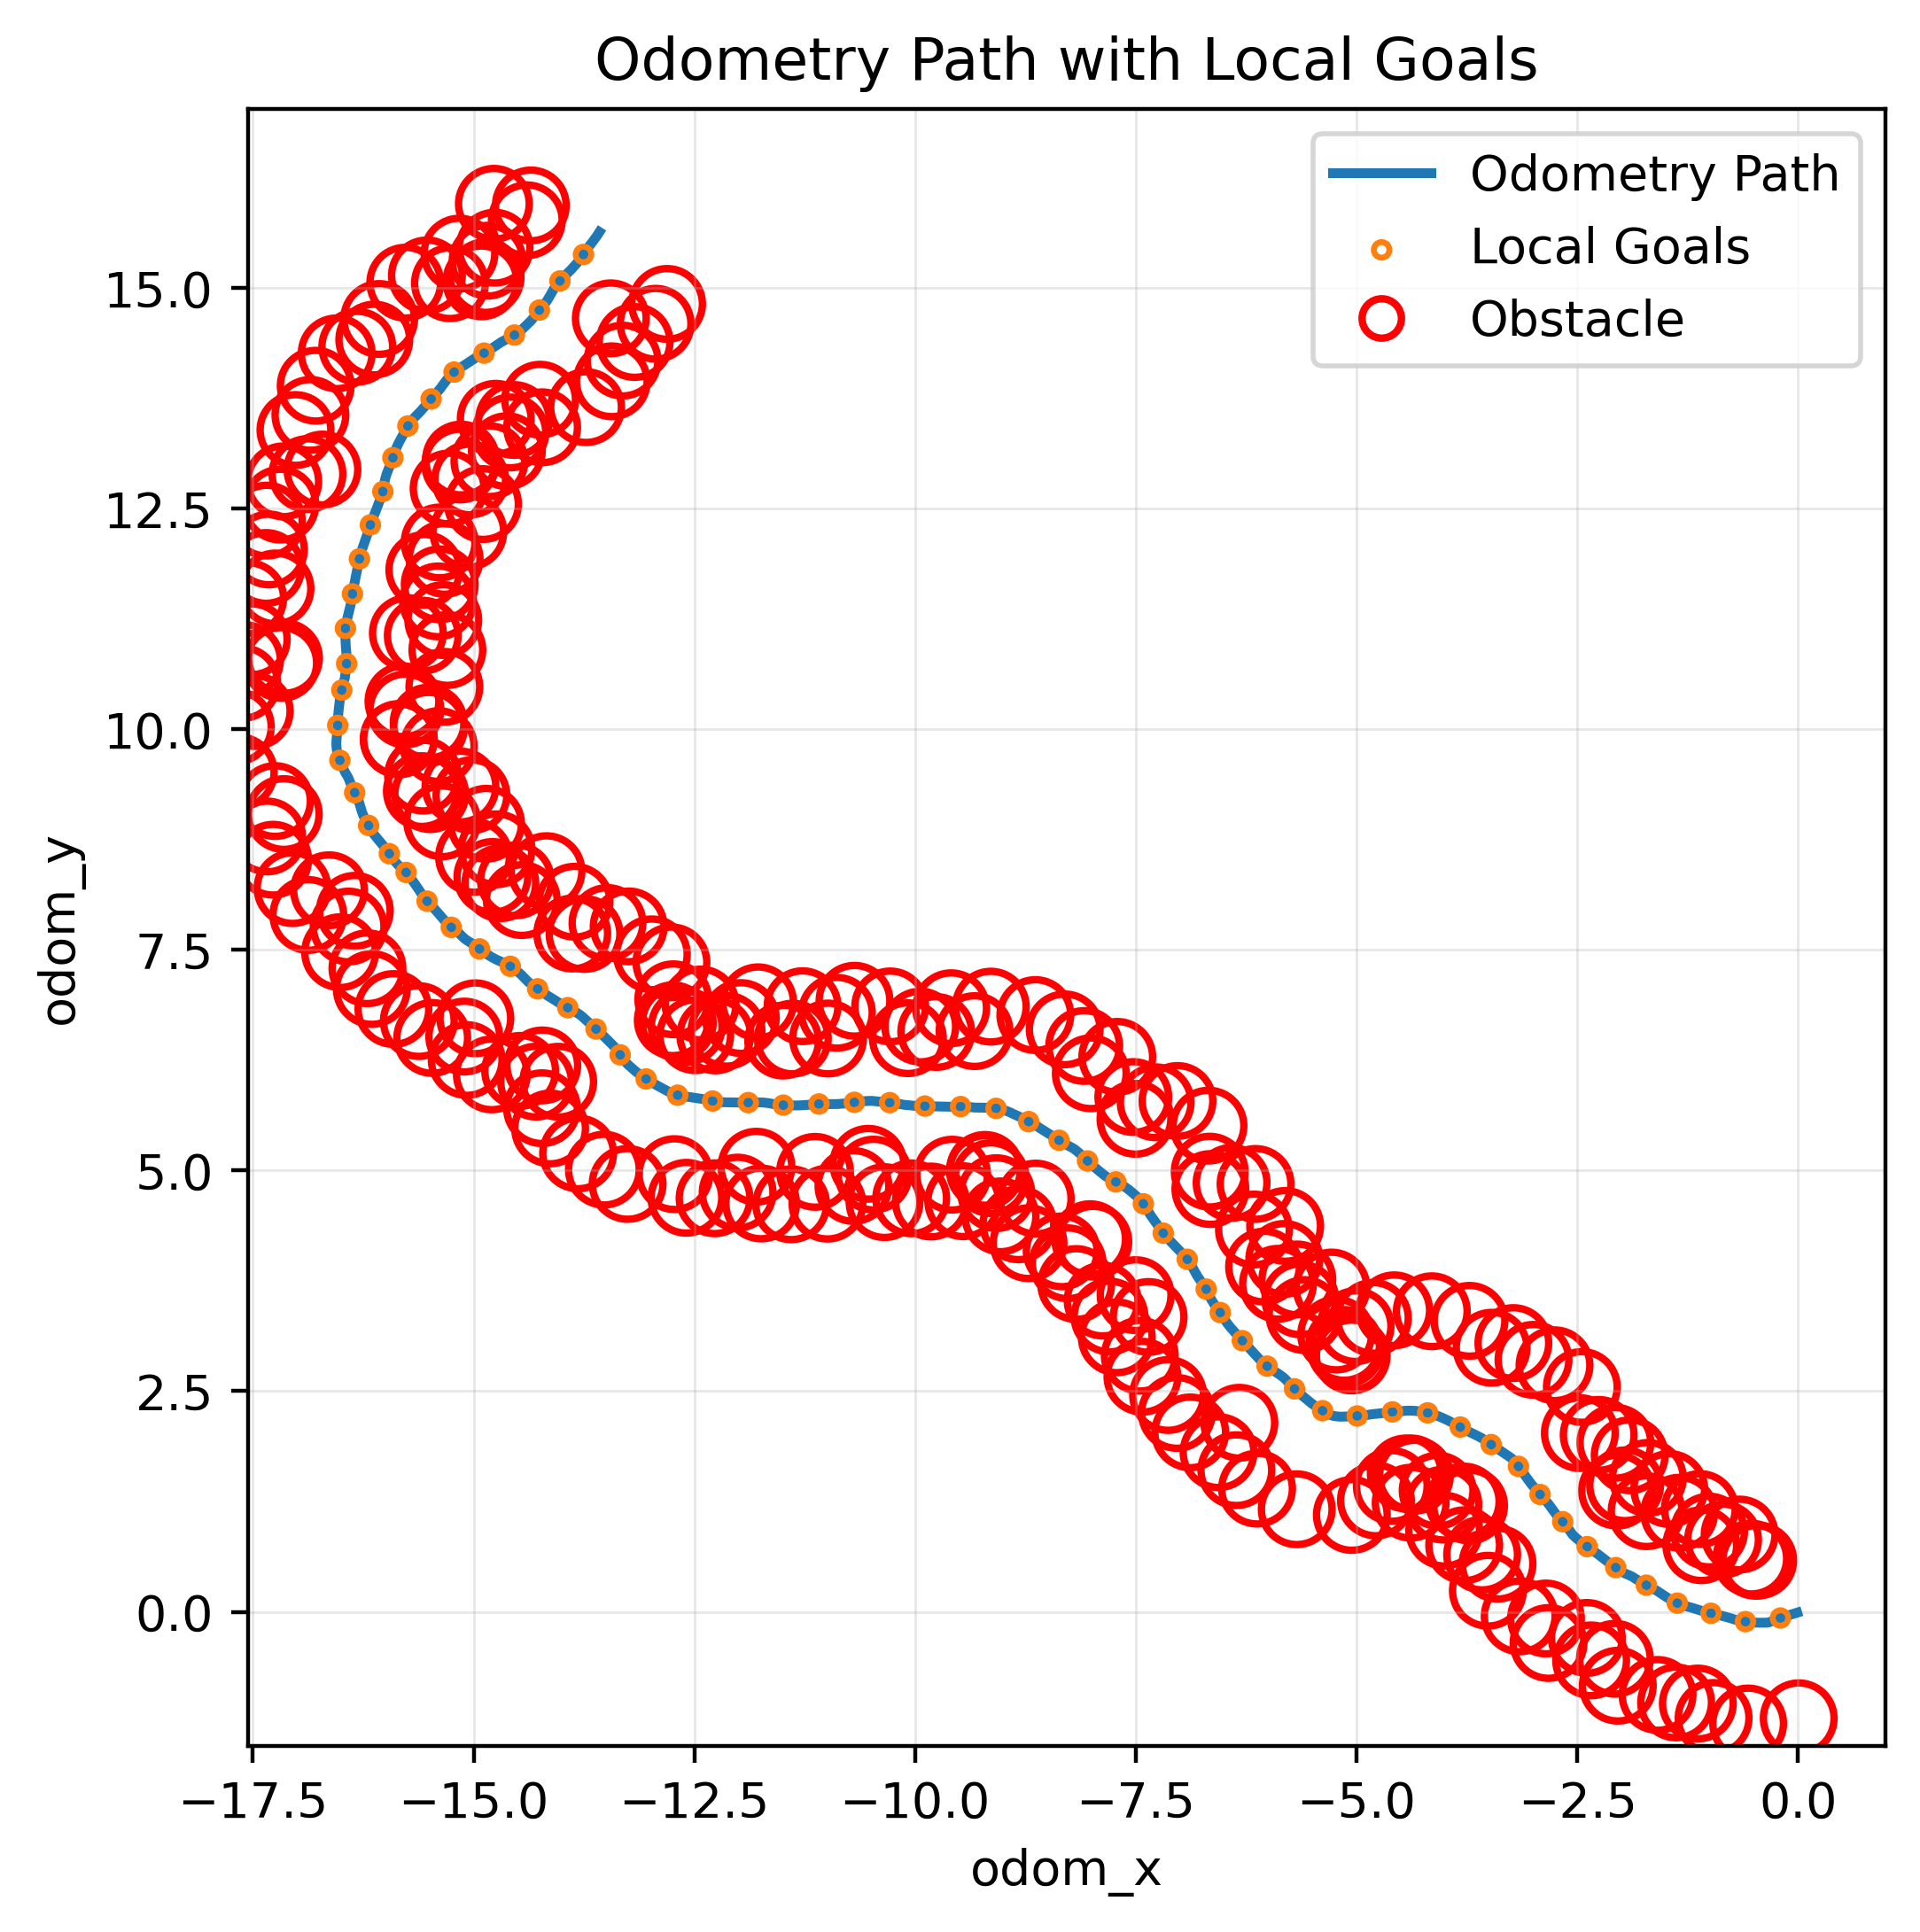 Odometry Path with Local Goals
Odometry Path
Local Goals
Obstacle
15.0
12.5
10.0
7.5
5.0
2.5
0.0
odom_y
−17.5 −15.0 −12.5 −10.0 −7.5 −5.0 −2.5 0.0
odom_x